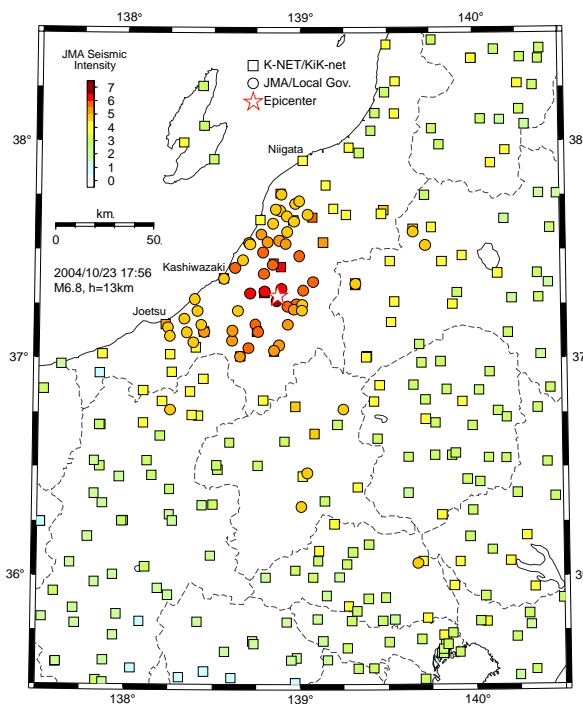 138° 139° 140°
JMA Seismic
Intensity
7
6
5
4
3
2
1
0
K-NET/KiK-net
JMA/Local Gov.
Epicenter
38° 38°
Niigata
km.
0 50.
2004/10/23 17:56
M6.8, h=13km
Kashiwazaki
Joetsu
37° 37
36° 36°
138° 139° 140°